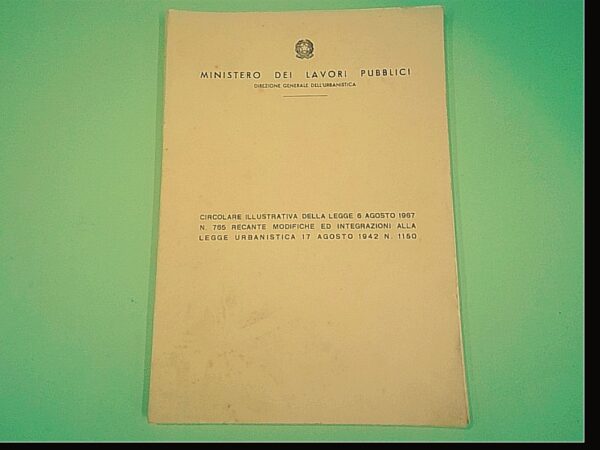 MINISTERO DEI LAVORI PUBBLICI
DIREZIONE GENERALE DELL'URBANISTICA
CIRCOLARE ILLUSTRATIVA DELLA LEGGE 6 AGOSTO 1967
N. 765 RECANTE MODIFICHE ED INTEGRAZIONI ALLA
LEGGE URBANISTICA 17 AGOSTO 1942 N. 1150